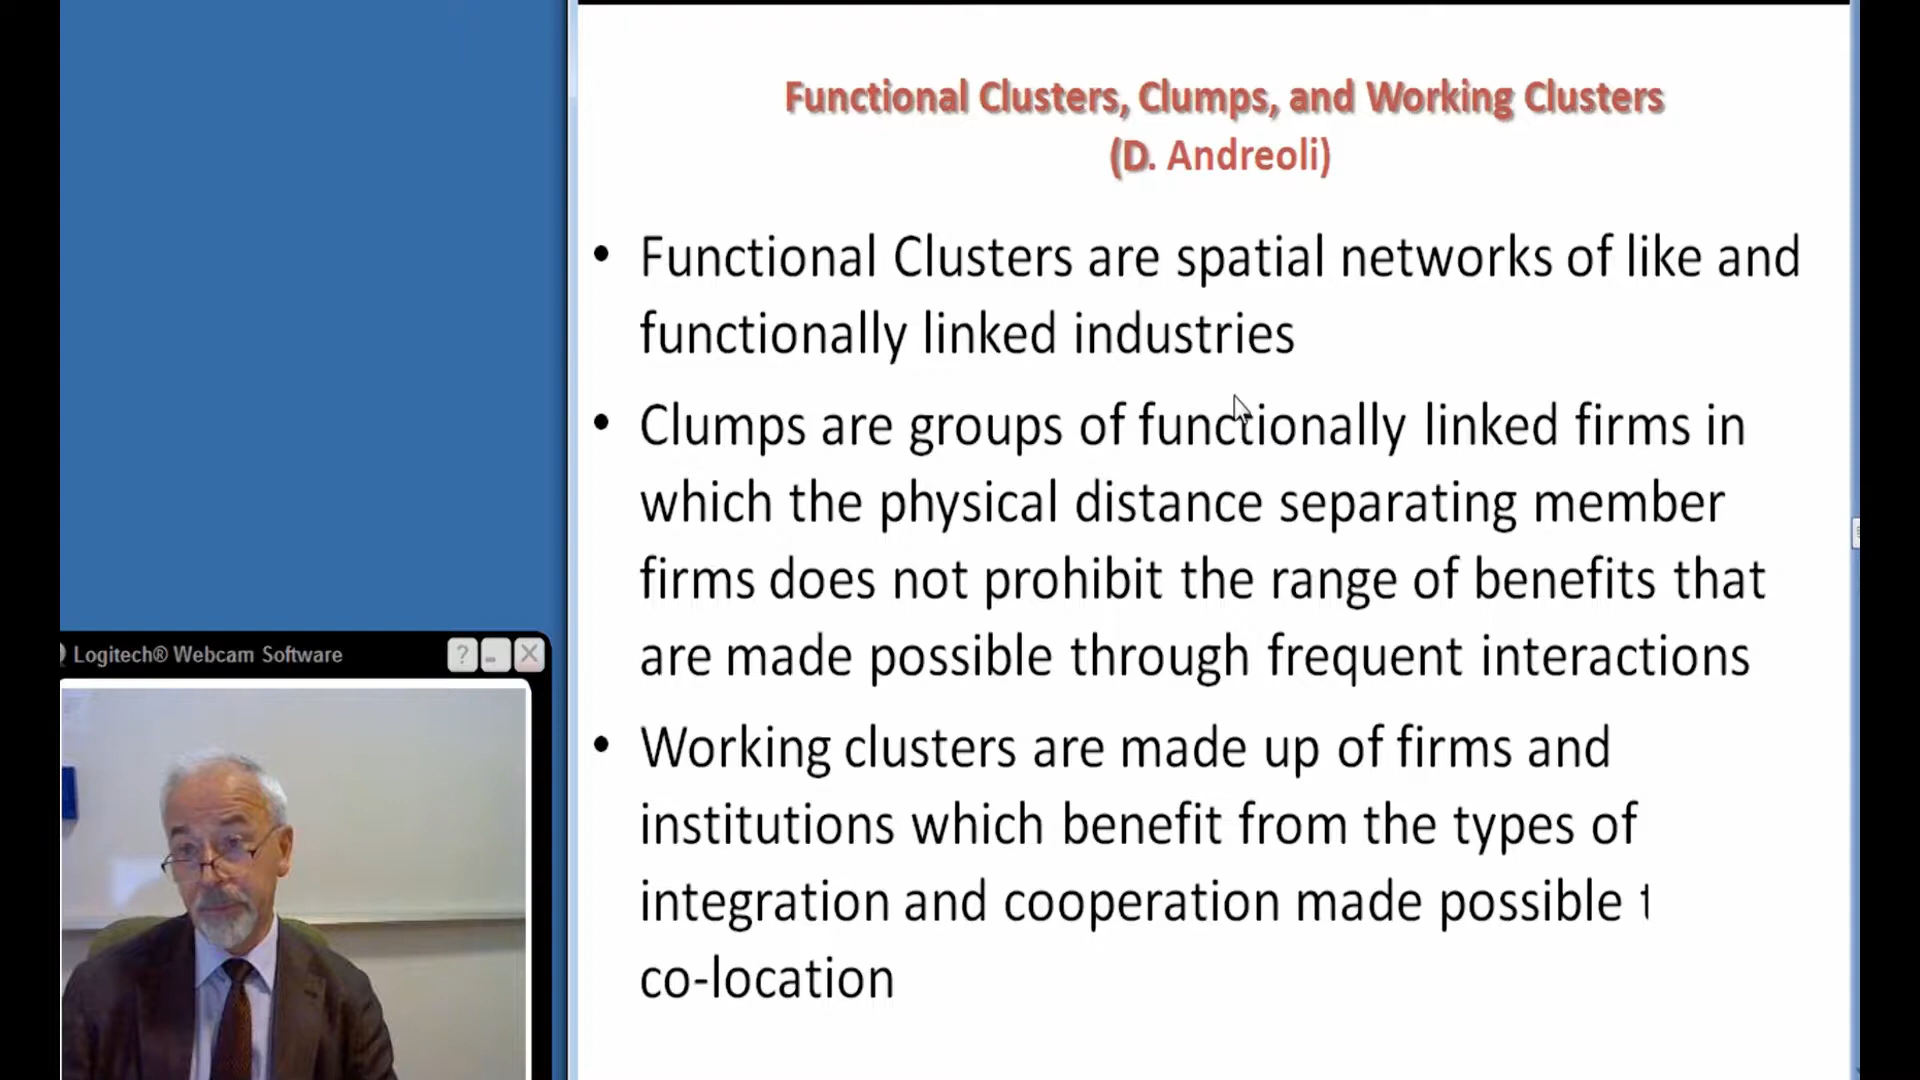 Functional Clusters, Clumps, and Working Clusters
(D. Andreoli)
• Functional Clusters are spatial networks of like and
functionally linked industries
• Clumps are groups of functionally linked firms in
which the physical distance separating member
firms does not prohibit the range of benefits that
are made possible through frequent interactions
• Working clusters are made up of firms and
institutions which benefit from the types of
integration and cooperation made possible
co-location
Logitech® Webcam Software